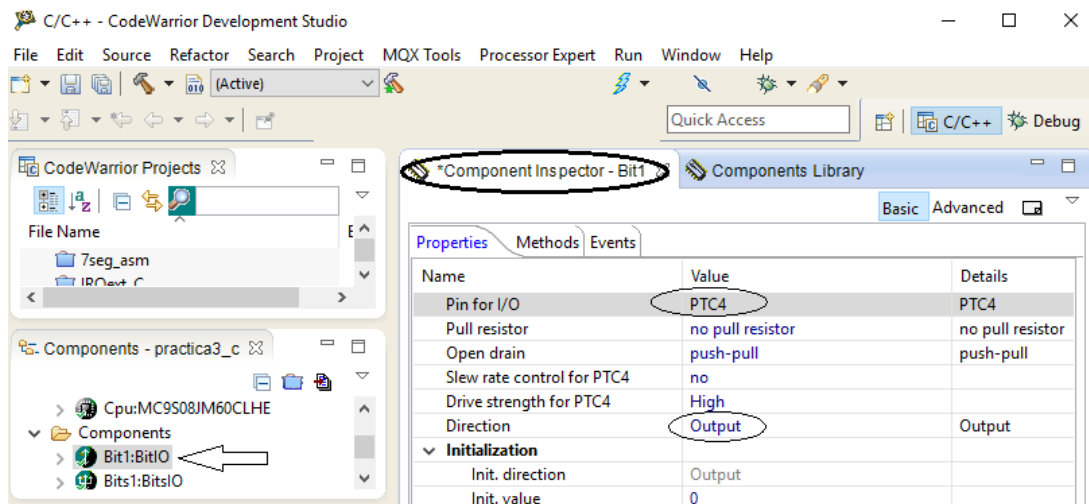 C/C++ - CodeWarrior Development Studio
File Edit Source Refactor Search Project MQX Tools Processor Expert Run Window Help
010 (Active)
Quick Access C/C++ Debug
CodeWarrior Projects
File Name
7seg_asm
IRQext_C
Components - practica3_c
Cpu:MC9S08JM60CLHE
Components
Bit1:BitIO
Bits1:BitsIO
*Component Inspector - Bit1 Components Library
Basic Advanced
Properties Methods Events
Name Value Details
Pin for I/O PTC4 PTC4
Pull resistor no pull resistor no pull resistor
Open drain push-pull push-pull
Slew rate control for PTC4 no
Drive strength for PTC4 High
Direction Output Output
Initialization
Init. direction Output
Init. value 0